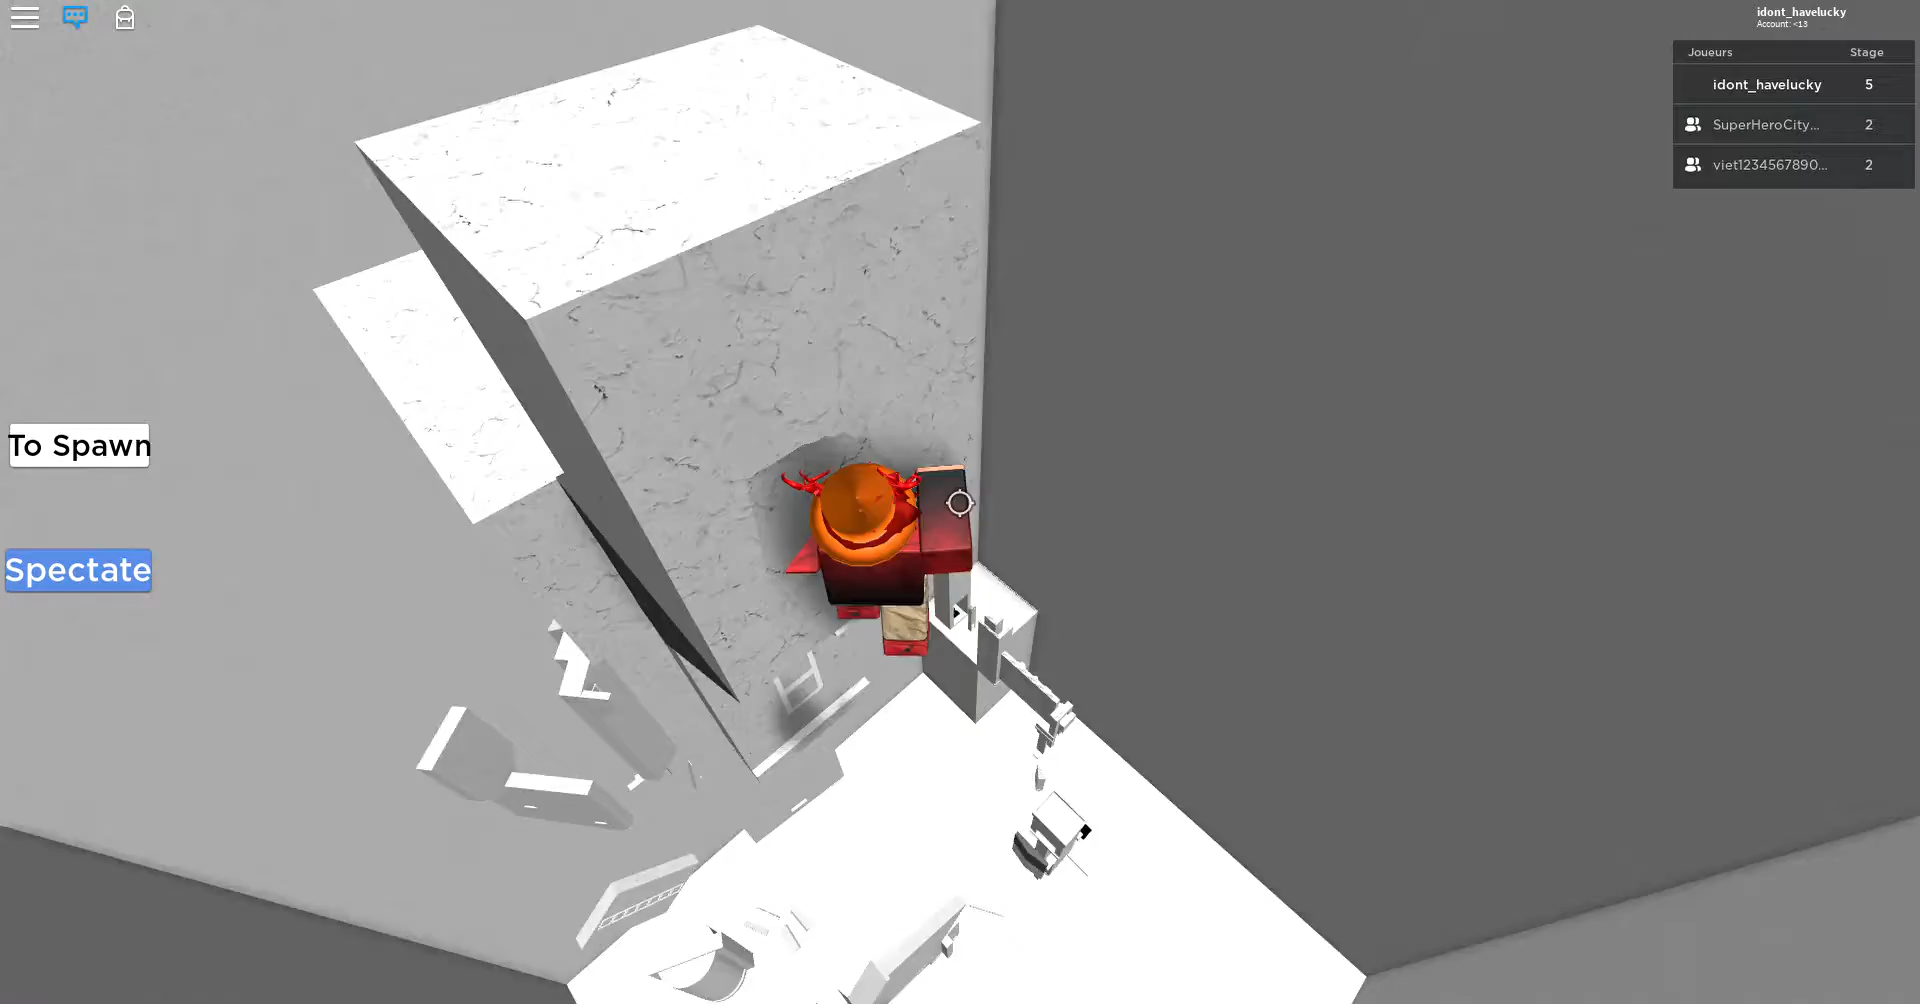 idont_havelucky
Account: <13
Joueurs Stage
idont_havelucky 5
SuperHeroCity... 2
viet1234567890... 2
To Spawn
Spectate